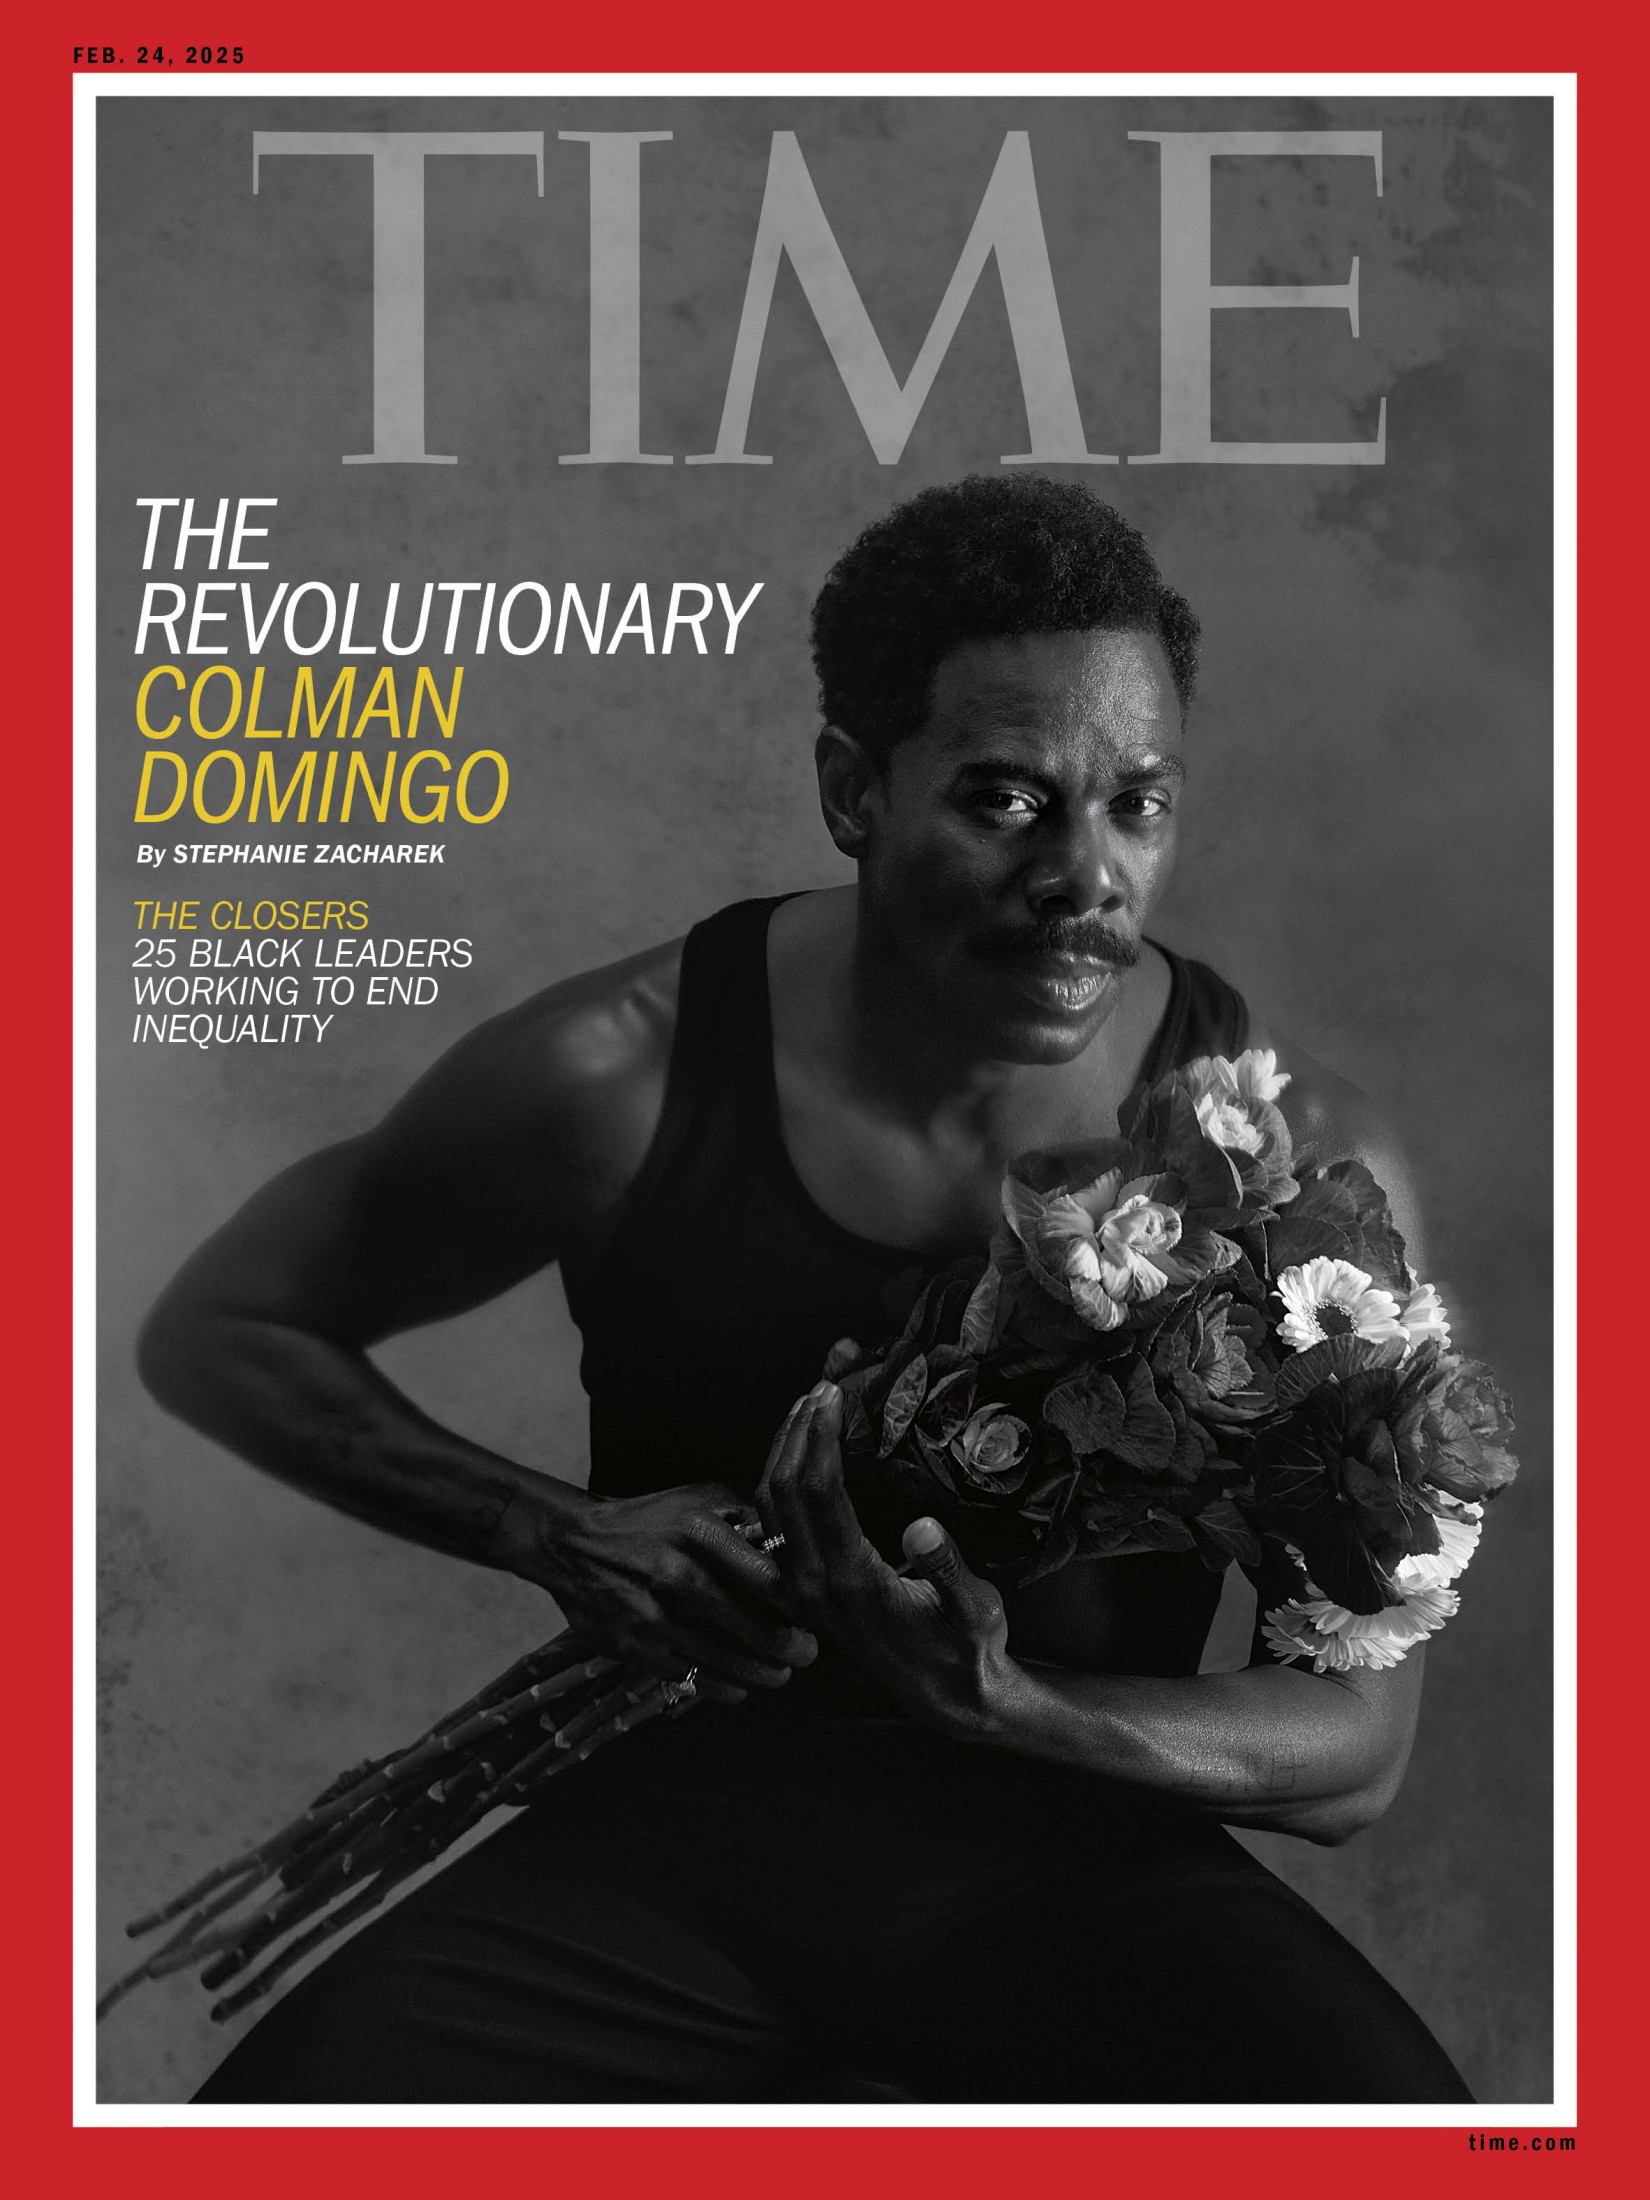 FEB. 24, 2025
TIME
THE
REVOLUTIONARY
COLMAN
DOMINGO
By STEPHANIE ZACHAREK
THE CLOSERS
25 BLACK LEADERS
WORKING TO END
INEQUALITY
time.com